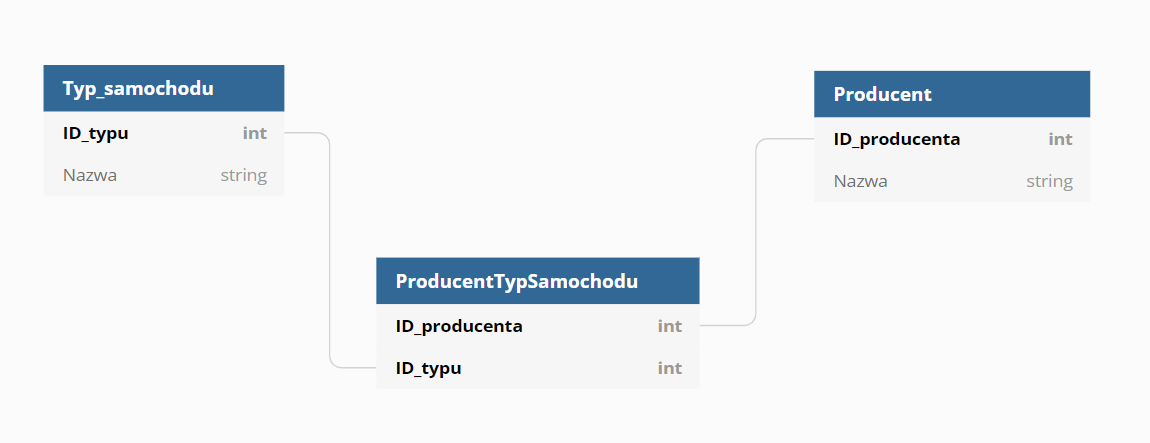 Typ_samochodu
ID_typu int
Nazwa string
Producent
ID_producenta int
Nazwa string
ProducentTypSamochodu
ID_producenta int
ID_typu int